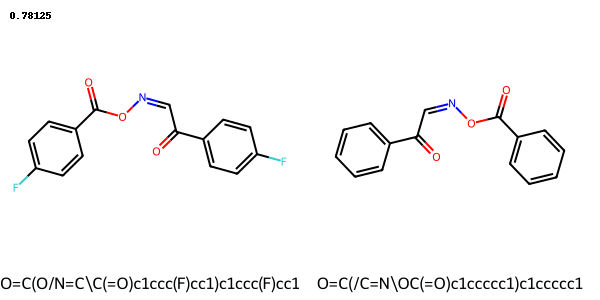 0.78125
O O N O F F
N O O O
O=C(O/N=C\C(=O)c1ccc(F)cc1)c1ccc(F)cc1 O=C(/C=N\OC(=O)c1ccccc1)c1ccccc1